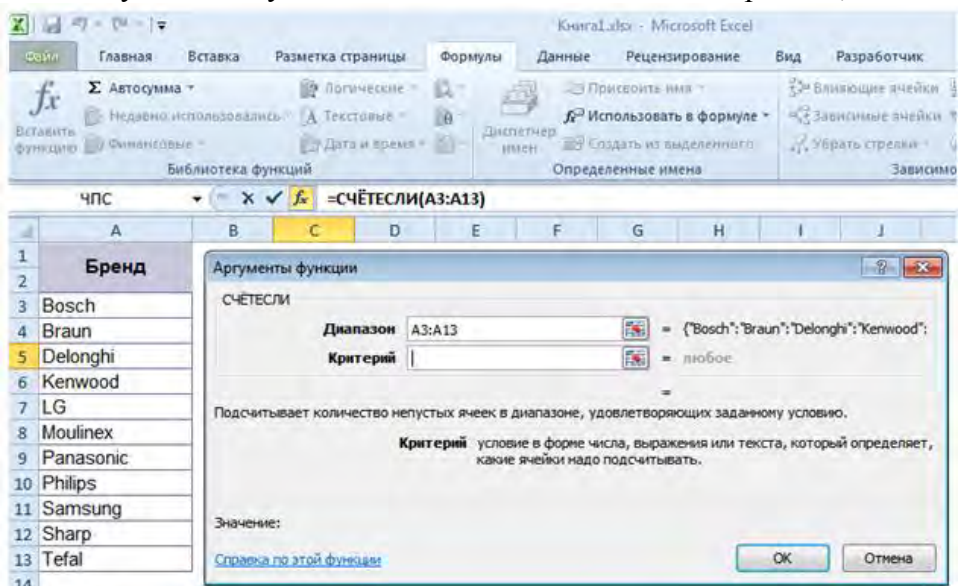 Книга1.xlsx - Microsoft Excel
Файл Главная Вставка Разметка страницы Формулы Данные Рецензирование Вид Разработчик
fx Σ Автосумма Логические Присвоить имя Влияющие ячейки
Недавно использовались А Текстовые Использовать в формуле Зависимые ячейки
Вставить функцию Финансовые Дата и время Диспетчер имен Создать из выделенного Убрать стрелки
Библиотека функций Определенные имена Зависимо
ЧПС fx =СЧЁТЕСЛИ(A3:A13)
A B C D E F G H I J
1 Бренд
2
3 Bosch
4 Braun
5 Delonghi
6 Kenwood
7 LG
8 Moulinex
9 Panasonic
10 Philips
11 Samsung
12 Sharp
13 Tefal
14
Аргументы функции
СЧЁТЕСЛИ
Диапазон A3:A13 = {"Bosch":"Braun":"Delonghi":"Kenwood":
Критерий = любое
=
Подсчитывает количество непустых ячеек в диапазоне, удовлетворяющих заданному условию.
Критерий условие в форме числа, выражения или текста, который определяет,
какие ячейки надо подсчитывать.
Значение:
Справка по этой функции OK Отмена